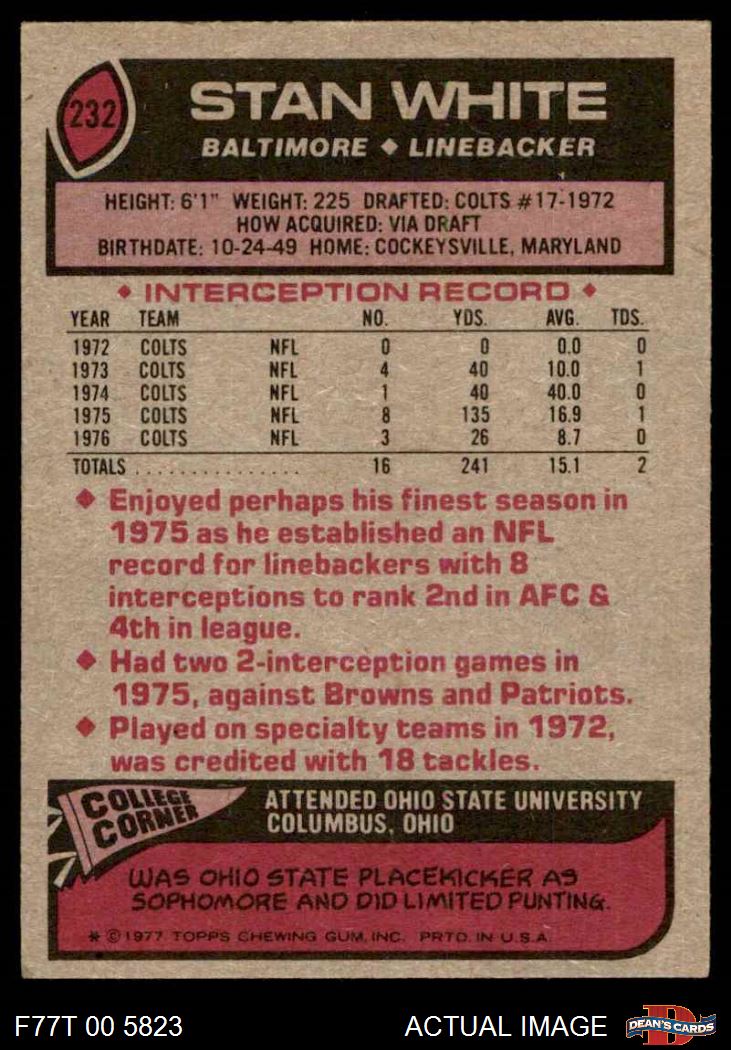 232
STAN WHITE
BALTIMORE ◆ LINEBACKER
HEIGHT: 6'1" WEIGHT: 225 DRAFTED: COLTS #17-1972
HOW ACQUIRED: VIA DRAFT
BIRTHDATE: 10-24-49 HOME: COCKEYSVILLE, MARYLAND
◆ INTERCEPTION RECORD ◆
YEAR TEAM NO. YDS. AVG. TDS.
1972 COLTS NFL 0 0 0.0 0
1973 COLTS NFL 4 40 10.0 1
1974 COLTS NFL 1 40 40.0 0
1975 COLTS NFL 8 135 16.9 1
1976 COLTS NFL 3 26 8.7 0
TOTALS . . . . . . . . . . . . . . . 16 241 15.1 2
◆ Enjoyed perhaps his finest season in
1975 as he established an NFL
record for linebackers with 8
interceptions to rank 2nd in AFC &
4th in league.
◆ Had two 2-interception games in
1975, against Browns and Patriots.
◆ Played on specialty teams in 1972,
was credited with 18 tackles.
COLLEGE
CORNER
ATTENDED OHIO STATE UNIVERSITY
COLUMBUS, OHIO
WAS OHIO STATE PLACEKICKER AS
SOPHOMORE AND DID LIMITED PUNTING.
* © 1977 TOPPS CHEWING GUM, INC. PRTD. IN U.S.A.
F77T 00 5823
ACTUAL IMAGE
D
DEAN'S CARDS